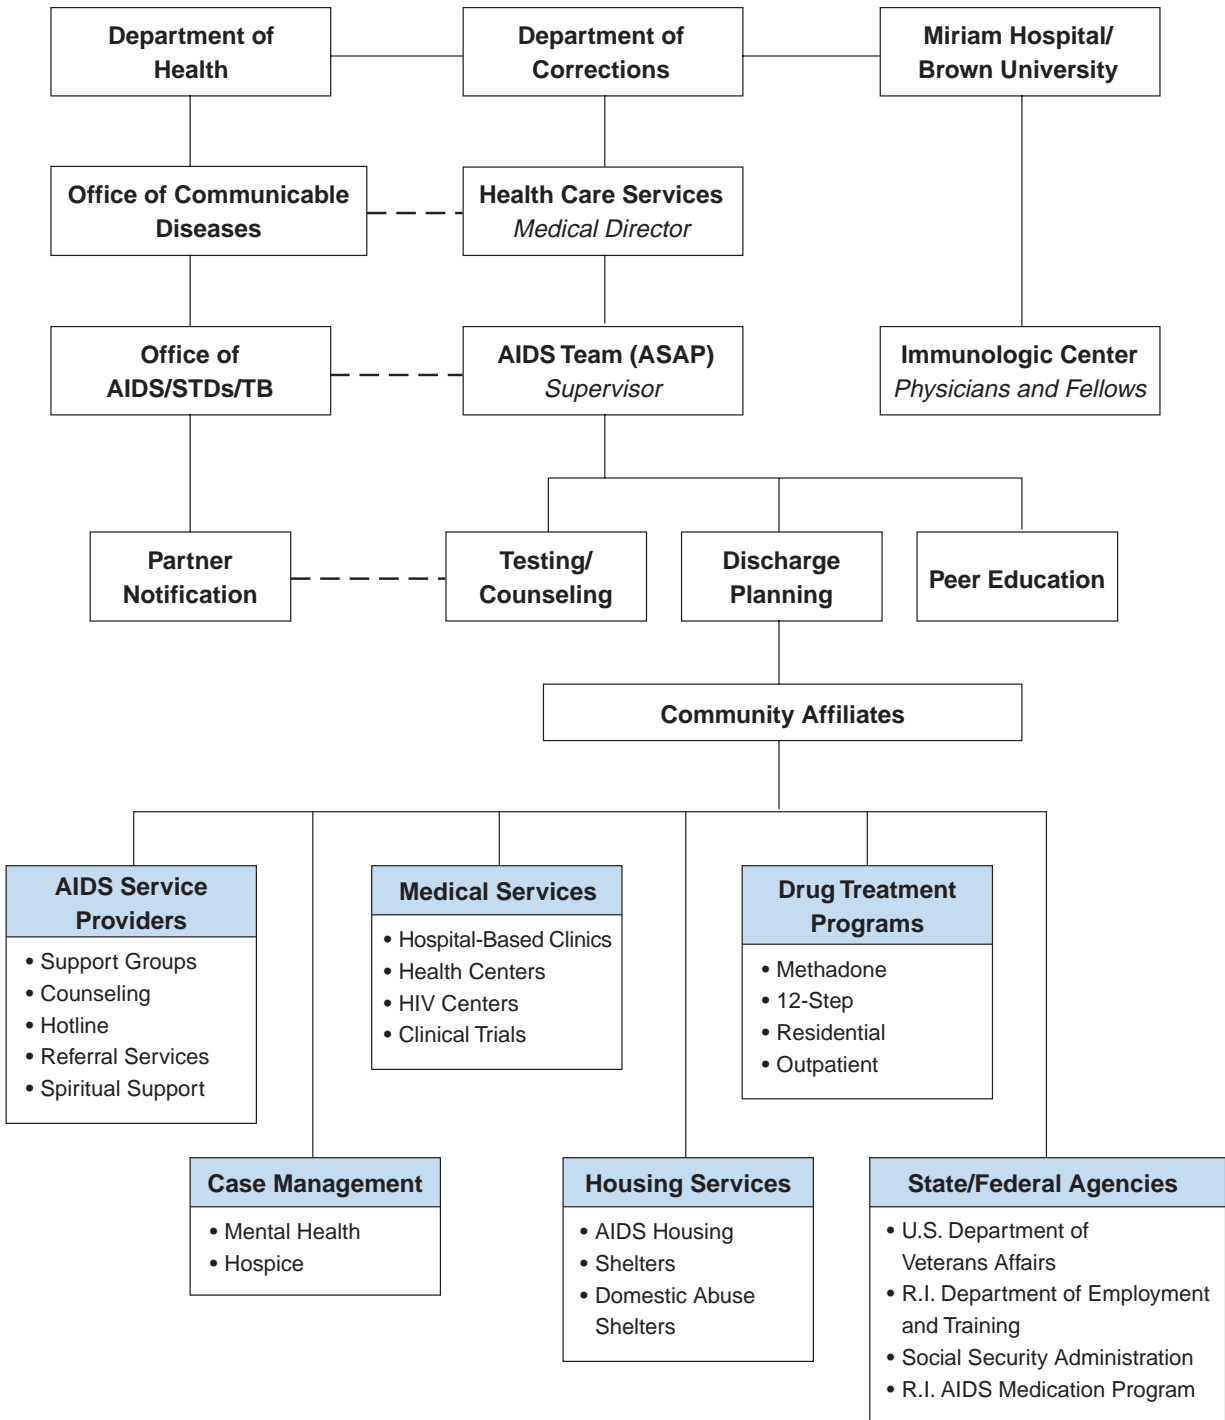 Department of
Health
Department of
Corrections
Miriam Hospital/
Brown University
Office of Communicable
Diseases
Health Care Services
Medical Director
Office of
AIDS/STDs/TB
AIDS Team (ASAP)
Supervisor
Immunologic Center
Physicians and Fellows
Partner
Notification
Testing/
Counseling
Discharge
Planning
Peer Education
Community Affiliates
AIDS Service
Providers
• Support Groups
• Counseling
• Hotline
• Referral Services
• Spiritual Support
Medical Services
• Hospital-Based Clinics
• Health Centers
• HIV Centers
• Clinical Trials
Drug Treatment
Programs
• Methadone
• 12-Step
• Residential
• Outpatient
Case Management
• Mental Health
• Hospice
Housing Services
• AIDS Housing
• Shelters
• Domestic Abuse
Shelters
State/Federal Agencies
• U.S. Department of
Veterans Affairs
• R.I. Department of Employment
and Training
• Social Security Administration
• R.I. AIDS Medication Program